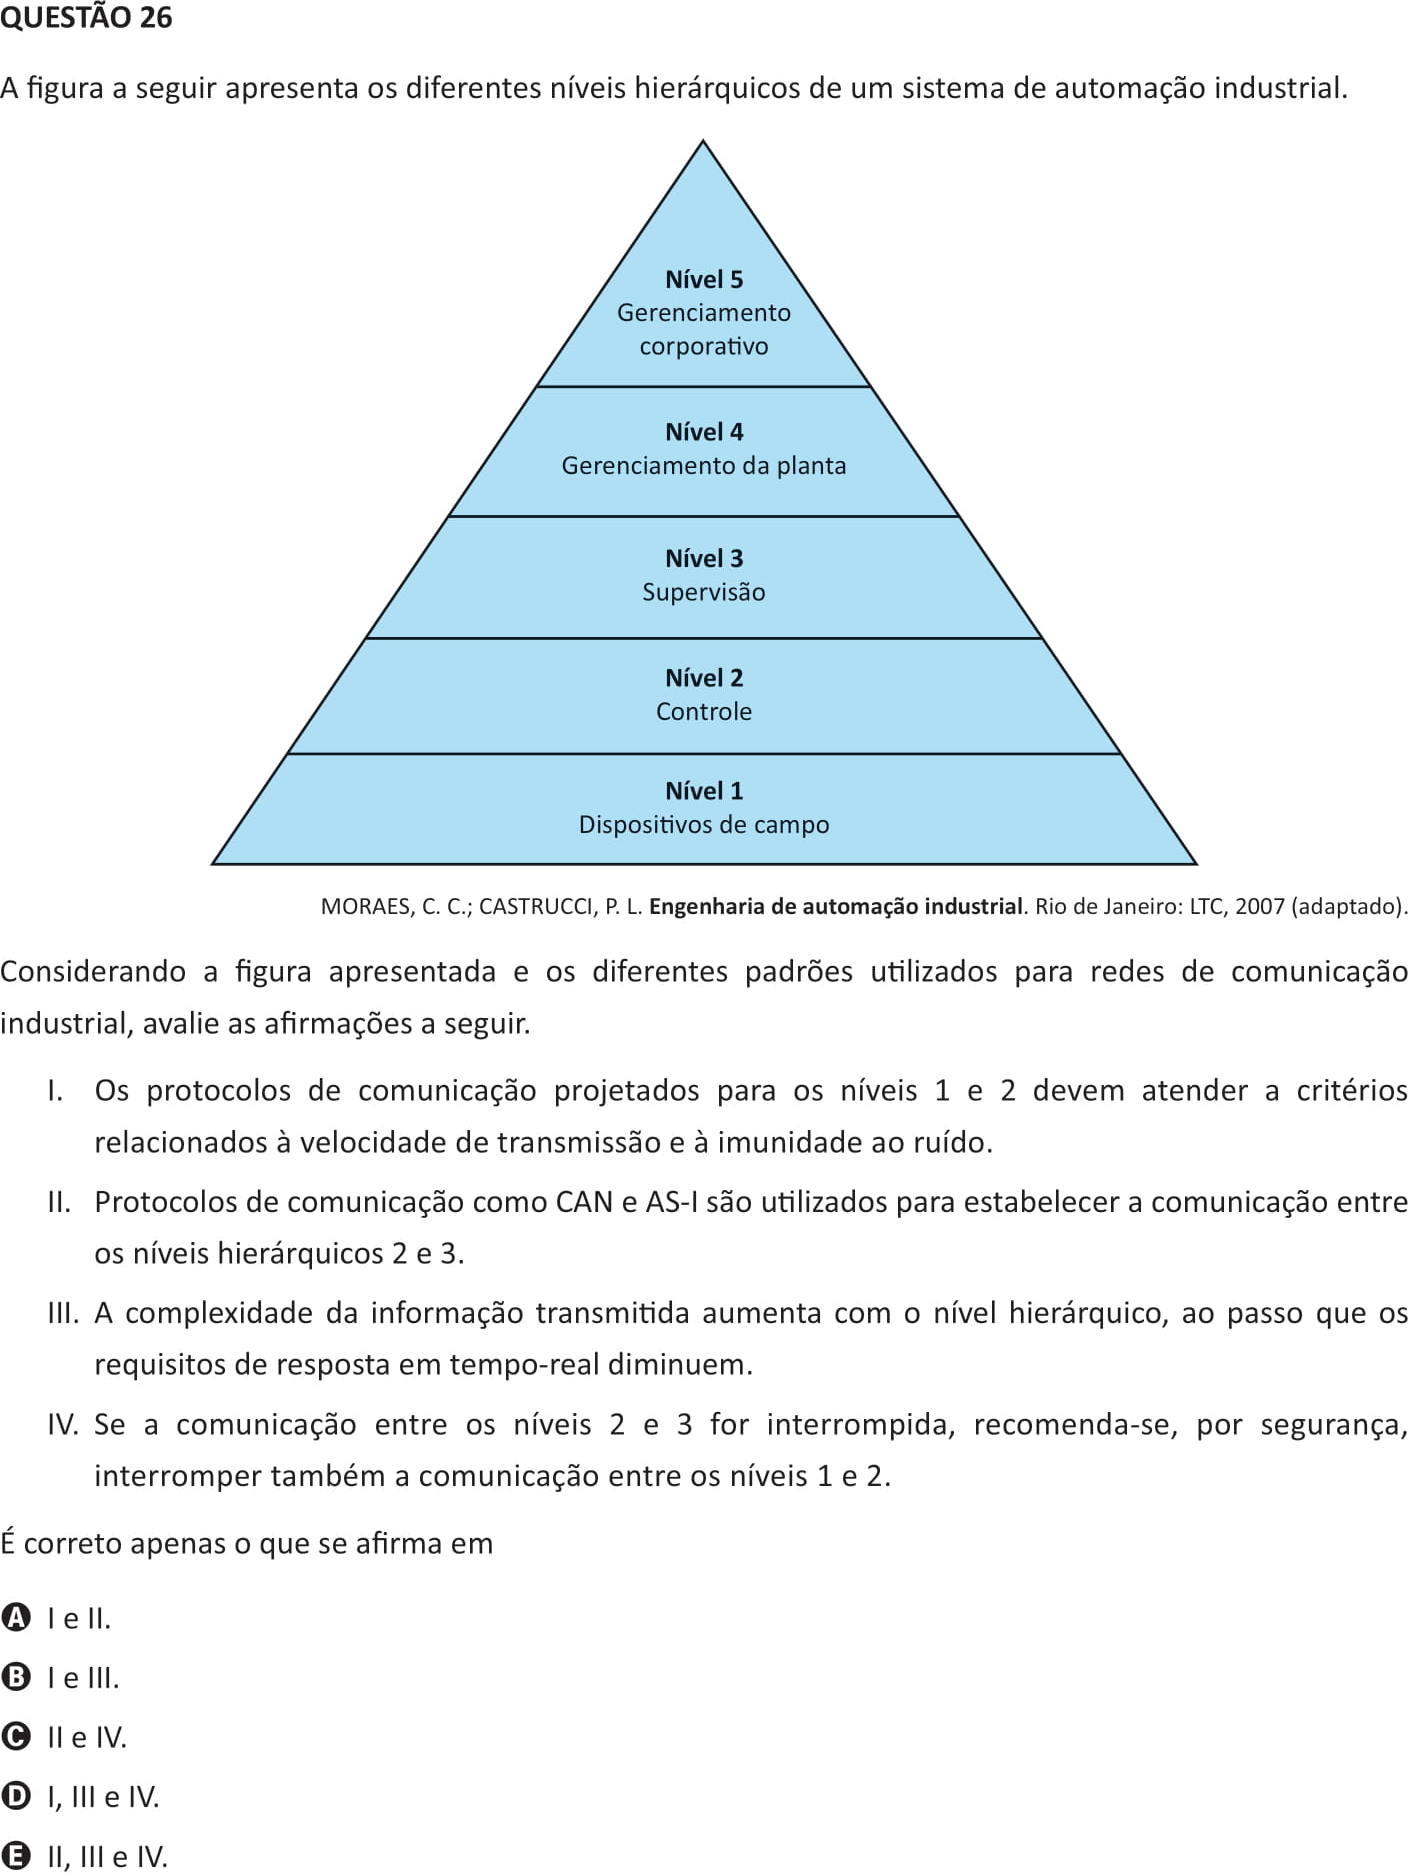 QUESTÃO 26
A figura a seguir apresenta os diferentes níveis hierárquicos de um sistema de automação industrial.
Nível 5
Gerenciamento
corporativo
Nível 4
Gerenciamento da planta
Nível 3
Supervisão
Nível 2
Controle
Nível 1
Dispositivos de campo
MORAES, C. C.; CASTRUCCI, P. L. Engenharia de automação industrial. Rio de Janeiro: LTC, 2007 (adaptado).
Considerando a figura apresentada e os diferentes padrões utilizados para redes de comunicação
industrial, avalie as afirmações a seguir.
I. Os protocolos de comunicação projetados para os níveis 1 e 2 devem atender a critérios
relacionados à velocidade de transmissão e à imunidade ao ruído.
II. Protocolos de comunicação como CAN e AS-I são utilizados para estabelecer a comunicação entre
os níveis hierárquicos 2 e 3.
III. A complexidade da informação transmitida aumenta com o nível hierárquico, ao passo que os
requisitos de resposta em tempo-real diminuem.
IV. Se a comunicação entre os níveis 2 e 3 for interrompida, recomenda-se, por segurança,
interromper também a comunicação entre os níveis 1 e 2.
É correto apenas o que se afirma em
A I e II.
B I e III.
C II e IV.
D I, III e IV.
E II, III e IV.